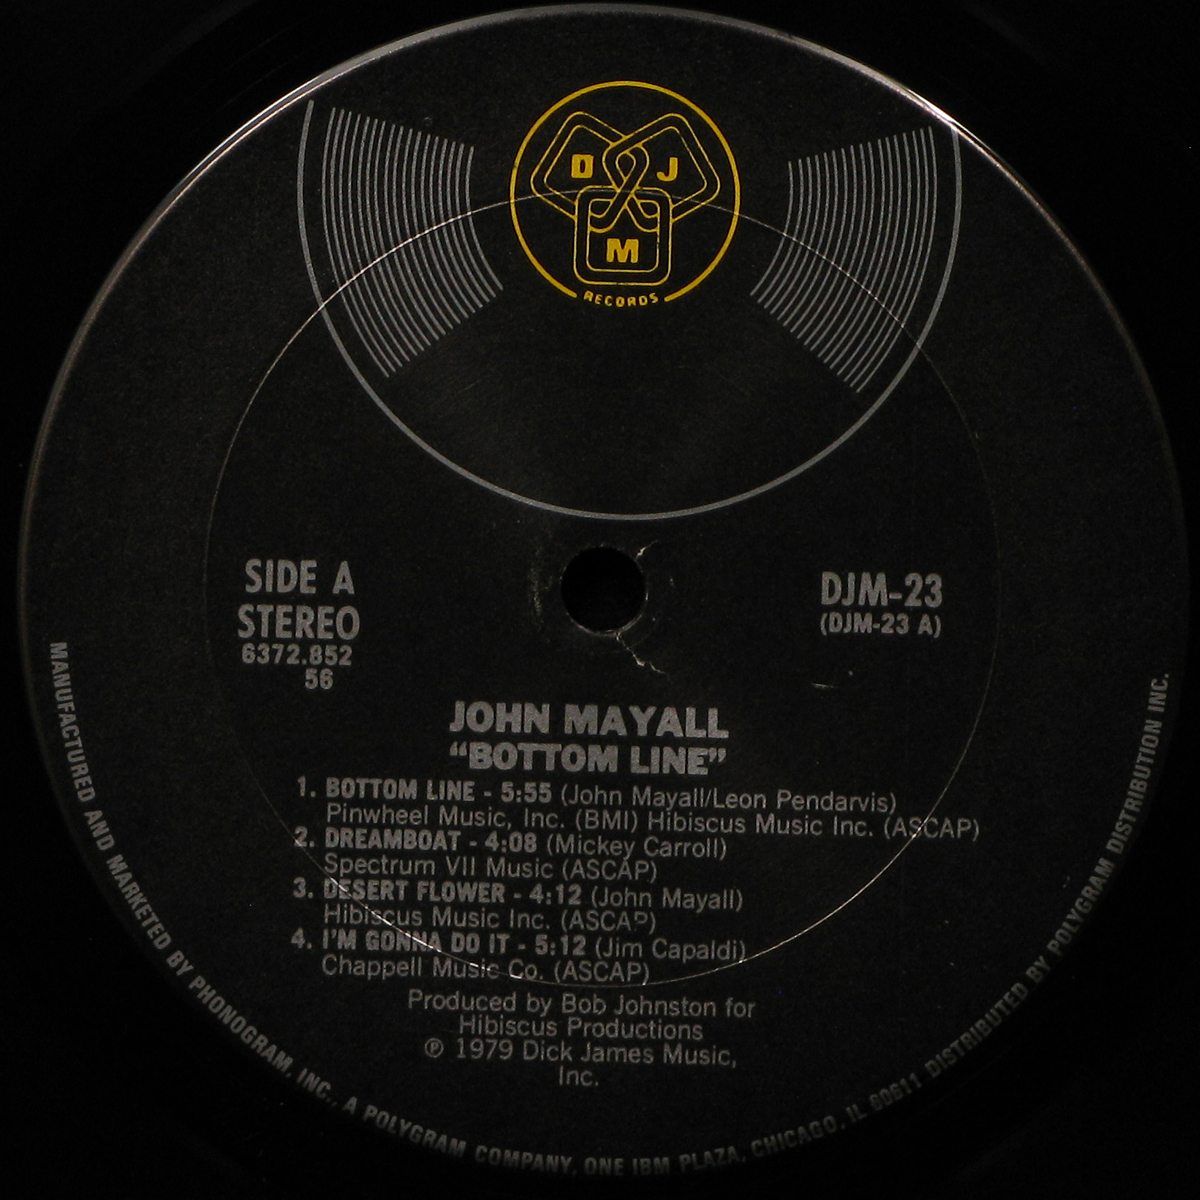 D J
M
RECORDS
SIDE A
STEREO
6372.852
56
DJM-23
(DJM-23 A)
JOHN MAYALL
“BOTTOM LINE”
1. BOTTOM LINE - 5:55 (John Mayall/Leon Pendarvis)
Pinwheel Music, Inc. (BMI) Hibiscus Music Inc. (ASCAP)
2. DREAMBOAT - 4:08 (Mickey Carroll)
Spectrum VII Music (ASCAP)
3. DESERT FLOWER - 4:12 (John Mayall)
Hibiscus Music Inc. (ASCAP)
4. I'M GONNA DO IT - 5:12 (Jim Capaldi)
Chappell Music Co. (ASCAP)
Produced by Bob Johnston for
Hibiscus Productions
℗ 1979 Dick James Music,
Inc.
MANUFACTURED AND MARKETED BY PHONOGRAM, INC., A POLYGRAM COMPANY, ONE IBM PLAZA, CHICAGO, IL 60611 DISTRIBUTED BY POLYGRAM DISTRIBUTION INC.